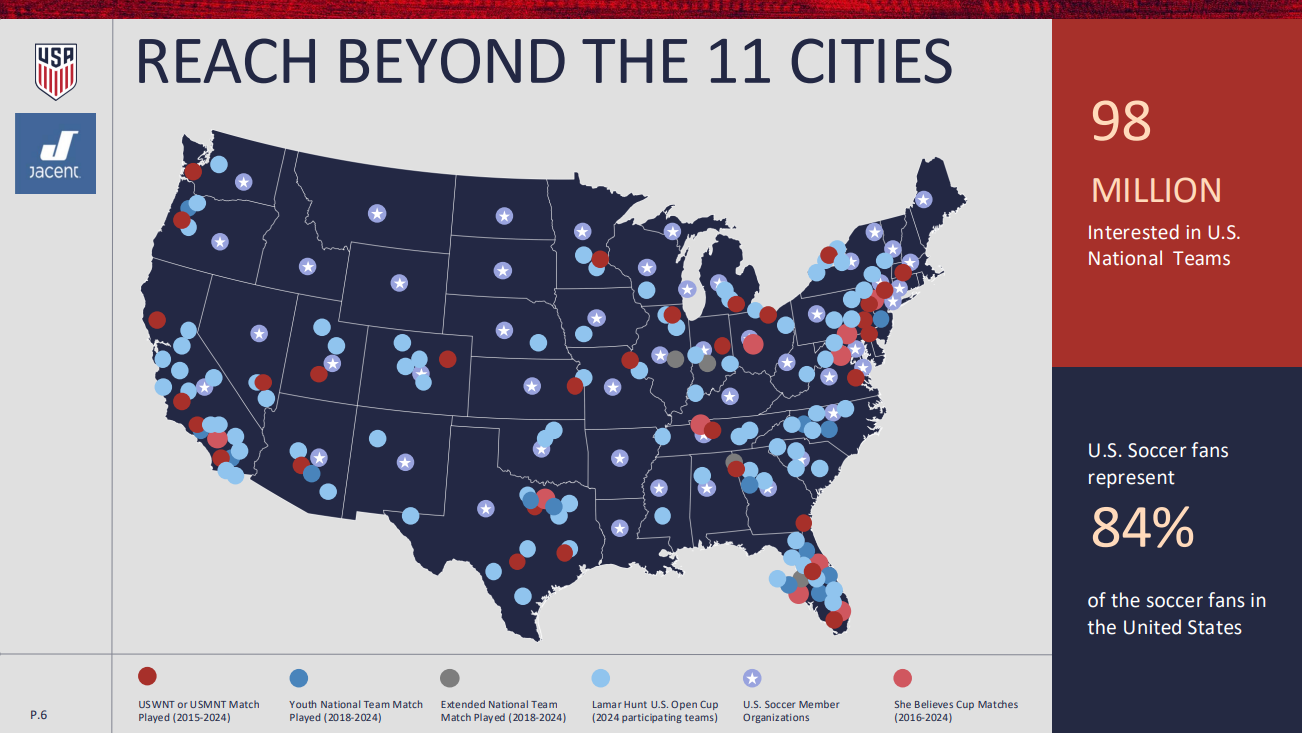 REACH BEYOND THE 11 CITIES
USA
Jacent
98
MILLION
Interested in U.S.
National Teams
U.S. Soccer fans
represent
84%
of the soccer fans in
the United States
USWNT or USMNT Match
Played (2015-2024)
Youth National Team Match
Played (2018-2024)
Extended National Team
Match Played (2018-2024)
Lamar Hunt U.S. Open Cup
(2024 participating teams)
U.S. Soccer Member
Organizations
She Believes Cup Matches
(2016-2024)
P.6